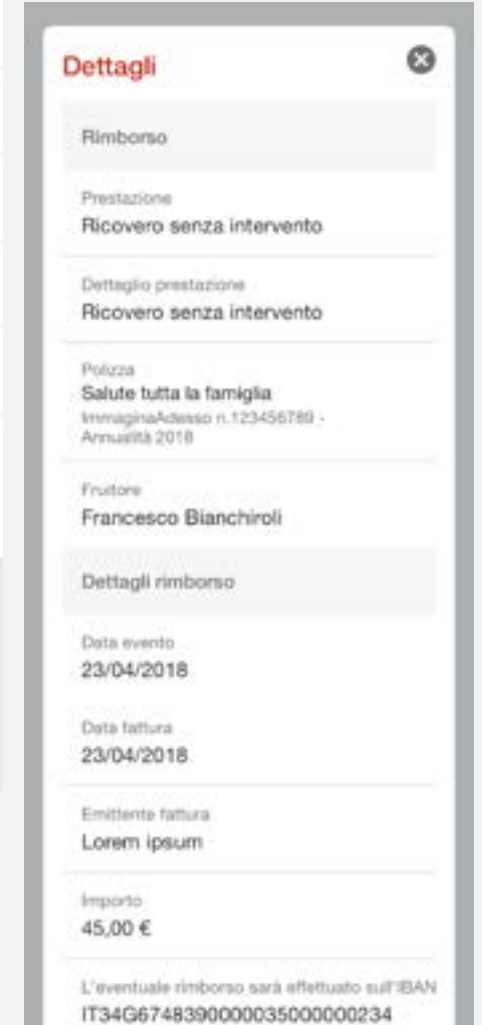 Dettagli
Rimborso
Prestazione
Ricovero senza intervento
Dettaglio prestazione
Ricovero senza intervento
Polizza
Salute tutta la famiglia
ImmaginaAdesso n.123456789 -
Annualità 2018
Fruitore
Francesco Bianchiroli
Dettagli rimborso
Data evento
23/04/2018
Data fattura
23/04/2018
Emittente fattura
Lorem ipsum
Importo
45,00 €
L'eventuale rimborso sarà effettuato sull'IBAN
IT34G6748390000035000000234